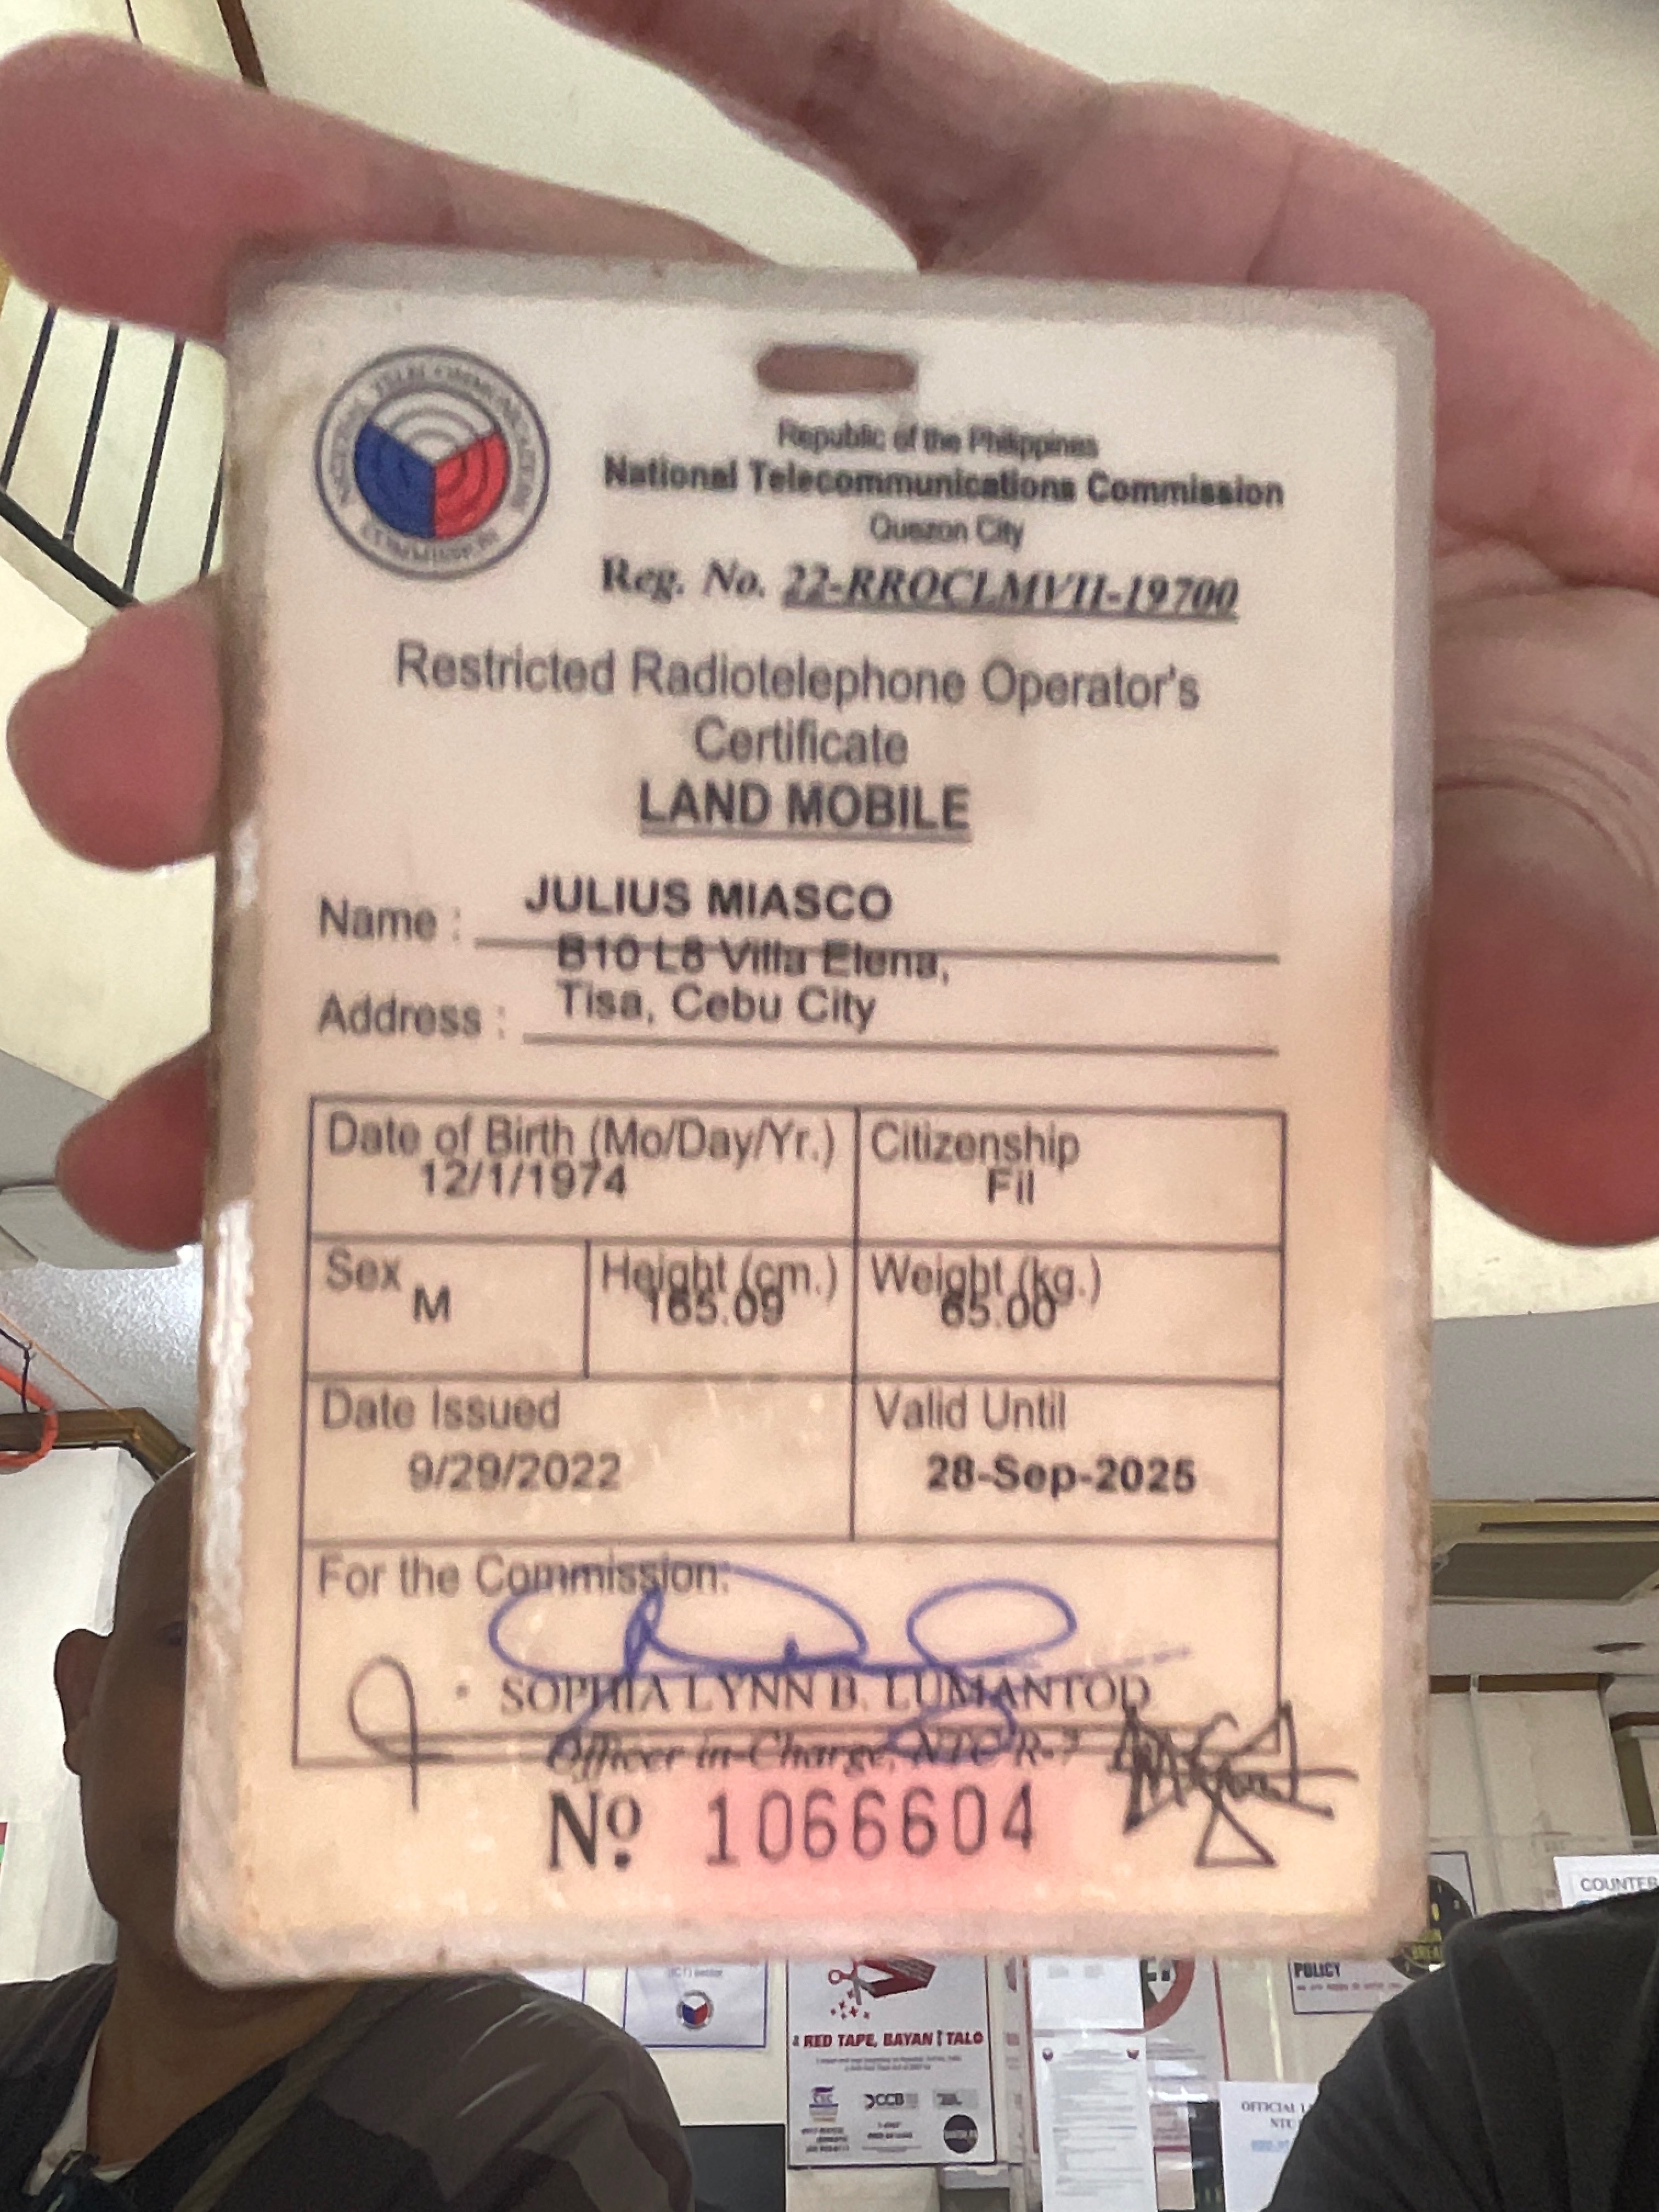 NATIONAL TELECOMMUNICATIONS COMMISSION
Republic of the Philippines
National Telecommunications Commission
Quezon City
Reg. No. 22-RROCLMVII-19700
Restricted Radiotelephone Operator's
Certificate
LAND MOBILE
Name : JULIUS MIASCO
B10 L8 Villa Elena,
Address : Tisa, Cebu City
Date of Birth (Mo/Day/Yr.) Citizenship
12/1/1974 Fil
Sex Height (cm.) Weight (kg.)
M 165.09 65.00
Date Issued Valid Until
9/29/2022 28-Sep-2025
For the Commission:
SOPHIA LYNN B. LUMANTOD
Officer in-Charge, NTC R-7
Nº. 1066604
COUNTER
POLICY
RED TAPE, BAYAN I TALO
CCB
OFFICIAL
NTC